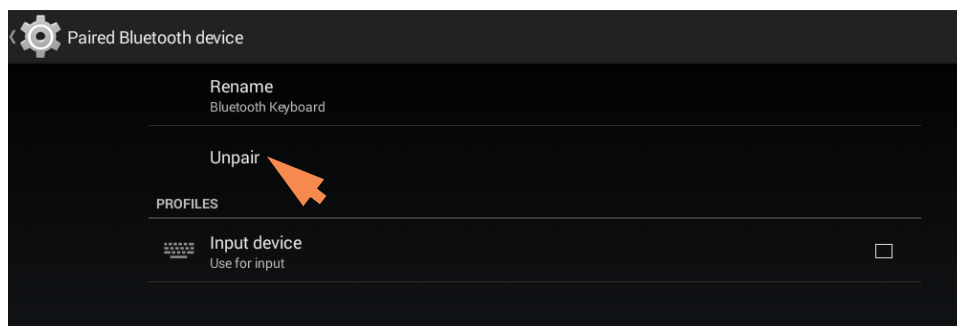 Paired Bluetooth device
Rename
Bluetooth Keyboard
Unpair
PROFILES
Input device
Use for input